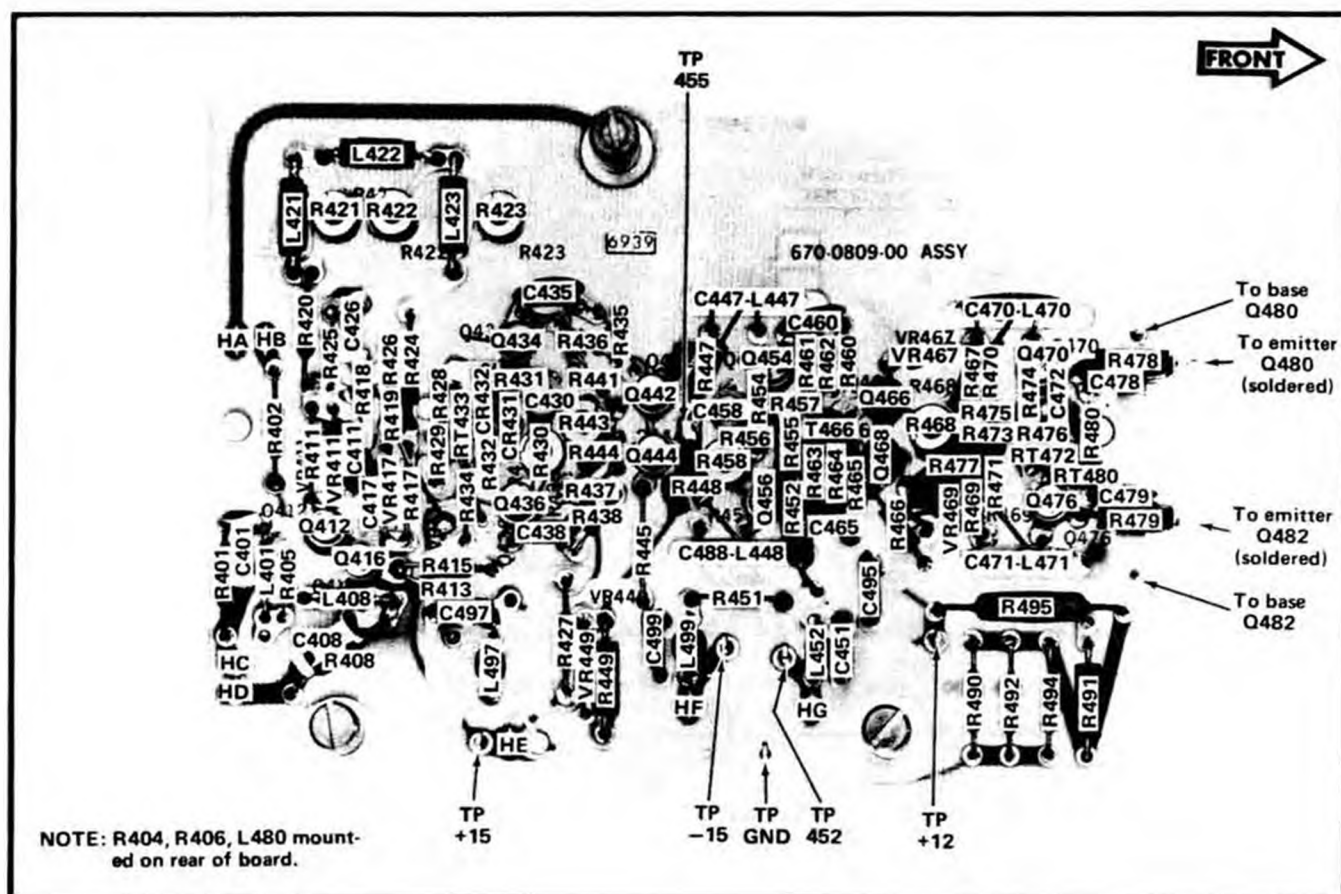 TP
455
FRONT
L422
L421
R421
R422
L423
R423
R422
R423
6939
670-0809-00 ASSY
C435
C447-L447
C460
C470-L470
To base
Q480
To emitter
Q480
(soldered)
HA
HB
R420
R425
C426
R418
R419
R426
R424
R428
Q434
R436
R435
R447
Q454
R461
R462
R460
VR467
VR467
R467
R470
Q470
R478
C478
R402
R411
VR411
C411
C417
VR417
R417
R429
RT433
CR432
CR431
R432
R434
R431
R441
C430
Q442
R443
R430
R444
Q444
C458
R454
R457
R456
R458
R455
T466
Q466
R468
R468
R475
R473
R474
C472
R476
R480
RT472
RT480
Q436
R437
R438
C438
R445
R448
Q456
R452
R463
R464
R465
C465
Q468
R466
R477
VR469
R469
R471
Q476
C479
R479
To emitter
Q482
(soldered)
Q412
Q416
R415
R413
C488-L448
C471-L471
To base
Q482
R401
C401
L401
R405
L408
C408
R408
C497
L497
R427
VR449
R449
C499
L499
R451
L452
C451
C495
R495
R490
R492
R494
R491
HC
HD
HE
HF
HG
TP
+15
TP
−15
TP
GND
TP
452
TP
+12
NOTE: R404, R406, L480 mount-
ed on rear of board.